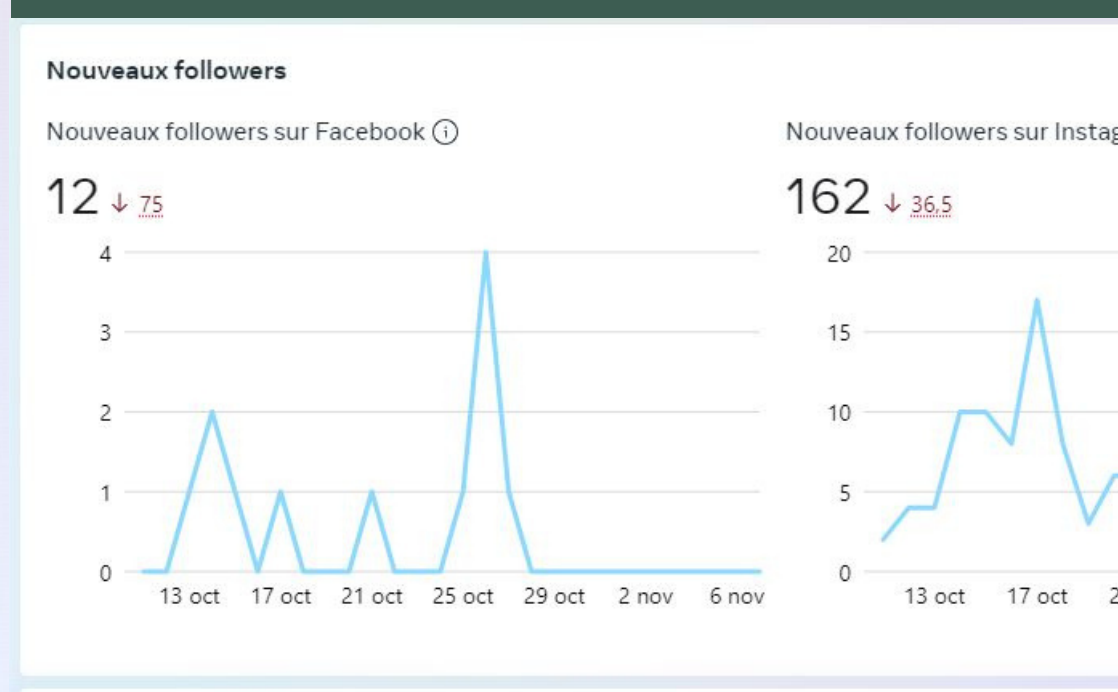 Nouveaux followers
Nouveaux followers sur Facebook
12 ↓ 75
4
3
2
1
0
13 oct 17 oct 21 oct 25 oct 29 oct 2 nov 6 nov
Nouveaux followers sur
162 ↓ 36,5
20
15
10
5
0
13 oct 17 oct